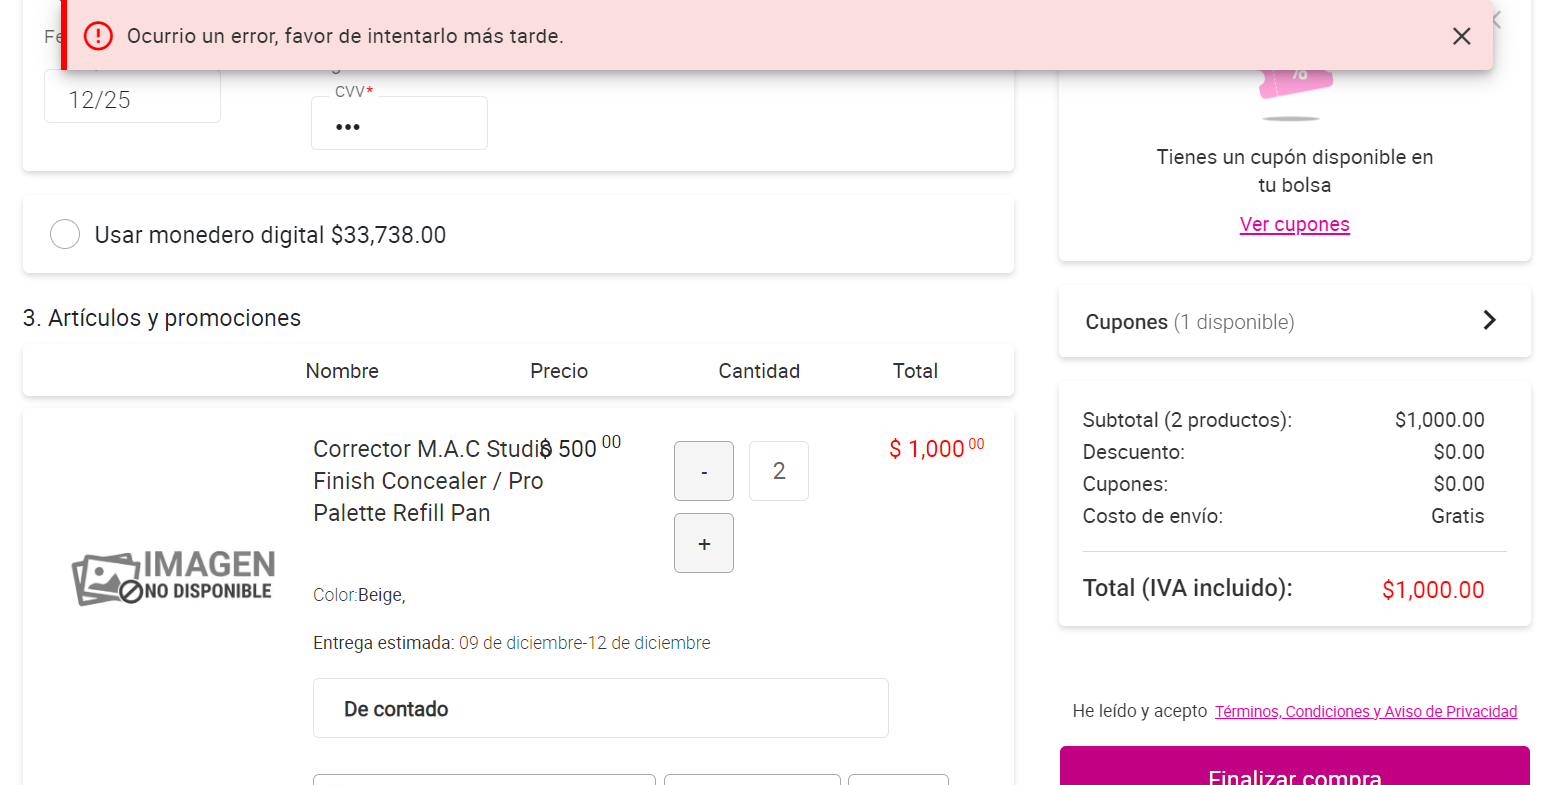 Ocurrio un error, favor de intentarlo más tarde.
12/25
CVV*
•••
%
Tienes un cupón disponible en
tu bolsa
Ver cupones
Usar monedero digital $33,738.00
Cupones (1 disponible)
3. Artículos y promociones
Nombre Precio Cantidad Total
Corrector M.A.C Studio
Finish Concealer / Pro
Palette Refill Pan
$ 500 00
-
2
+
$ 1,000 00
IMAGEN
NO DISPONIBLE
Color:Beige,
Entrega estimada: 09 de diciembre-12 de diciembre
De contado
Subtotal (2 productos): $1,000.00
Descuento: $0.00
Cupones: $0.00
Costo de envío: Gratis
Total (IVA incluido): $1,000.00
He leído y acepto Términos, Condiciones y Aviso de Privacidad
Finalizar compra